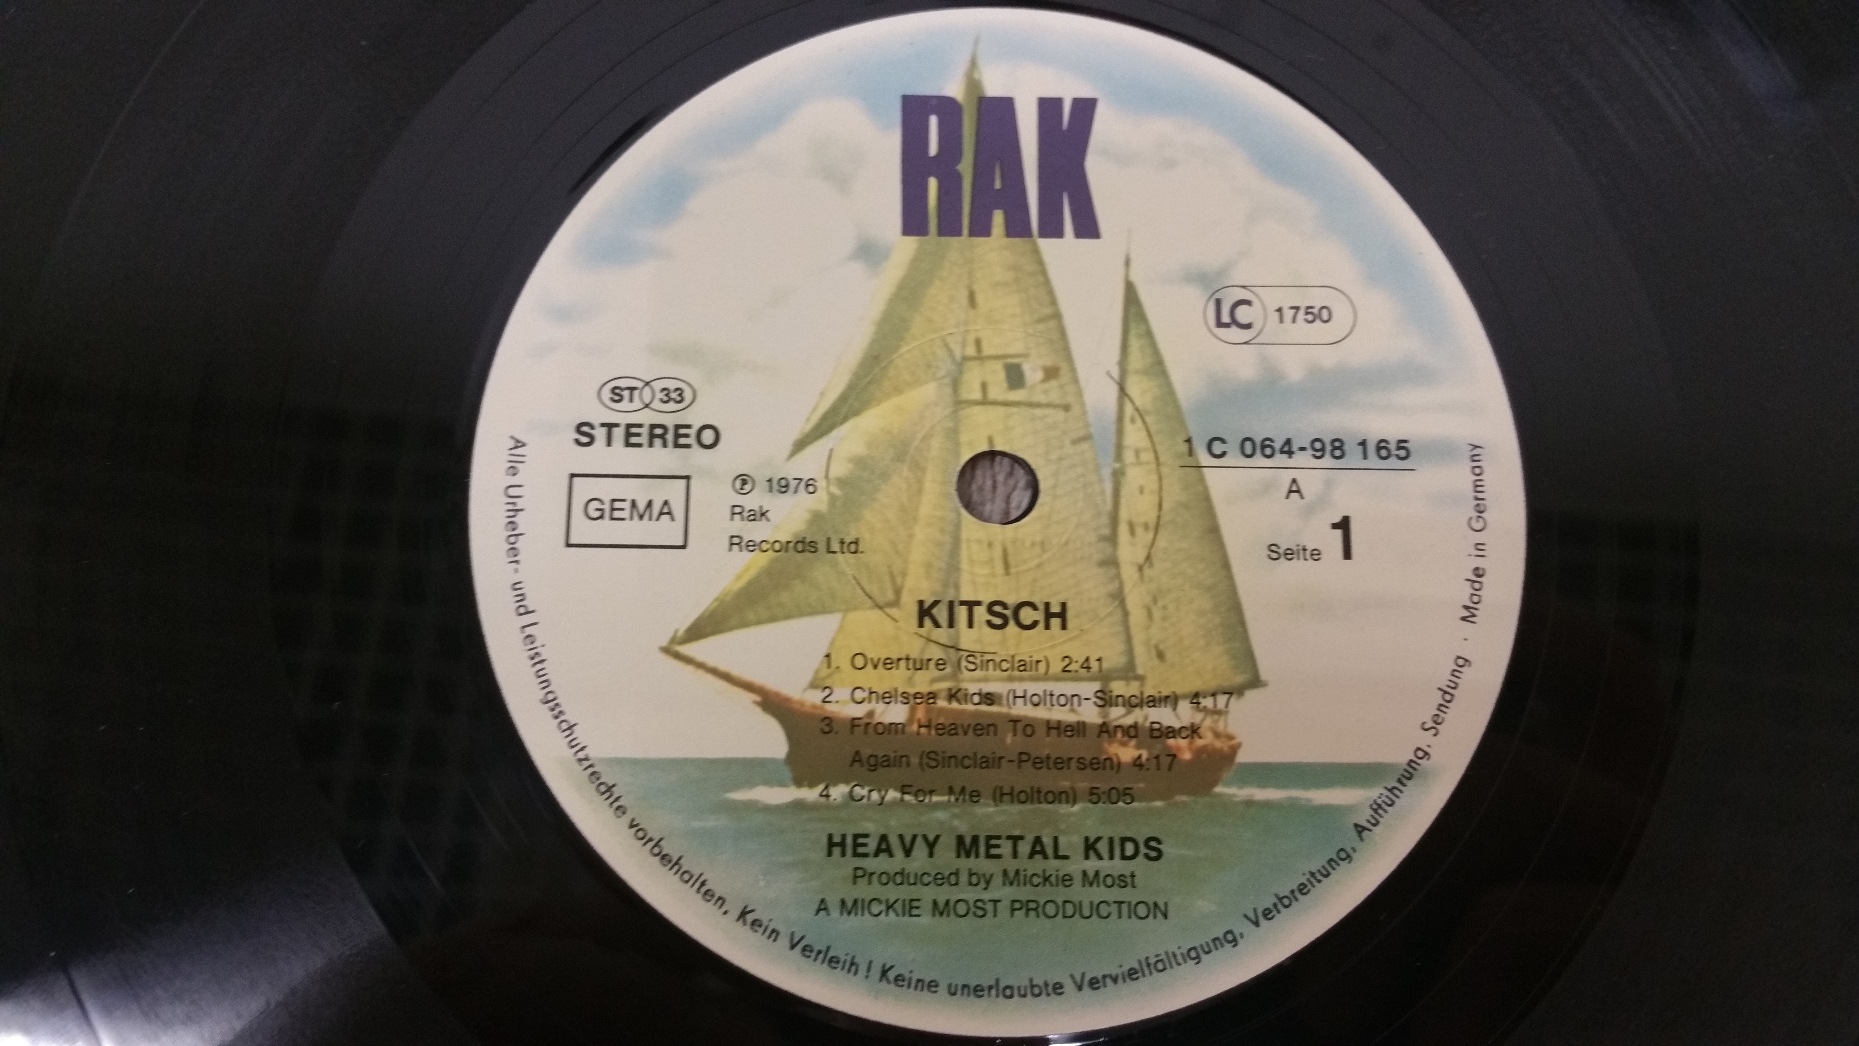 RAK
LC 1750
ST 33
STEREO
GEMA
℗ 1976
Rak
Records Ltd.
1 C 064-98 165
A
Seite 1
KITSCH
1. Overture (Sinclair) 2:41
2. Chelsea Kids (Holton-Sinclair) 4:17
3. From Heaven To Hell And Back
Again (Sinclair-Petersen) 4:17
4. Cry For Me (Holton) 5:05
HEAVY METAL KIDS
Produced by Mickie Most
A MICKIE MOST PRODUCTION
Alle Urheber- und Leistungsschutzrechte vorbehalten, Kein Verleih! Keine unerlaubte Vervielfältigung, Verbreitung, Aufführung, Sendung · Made in Germany